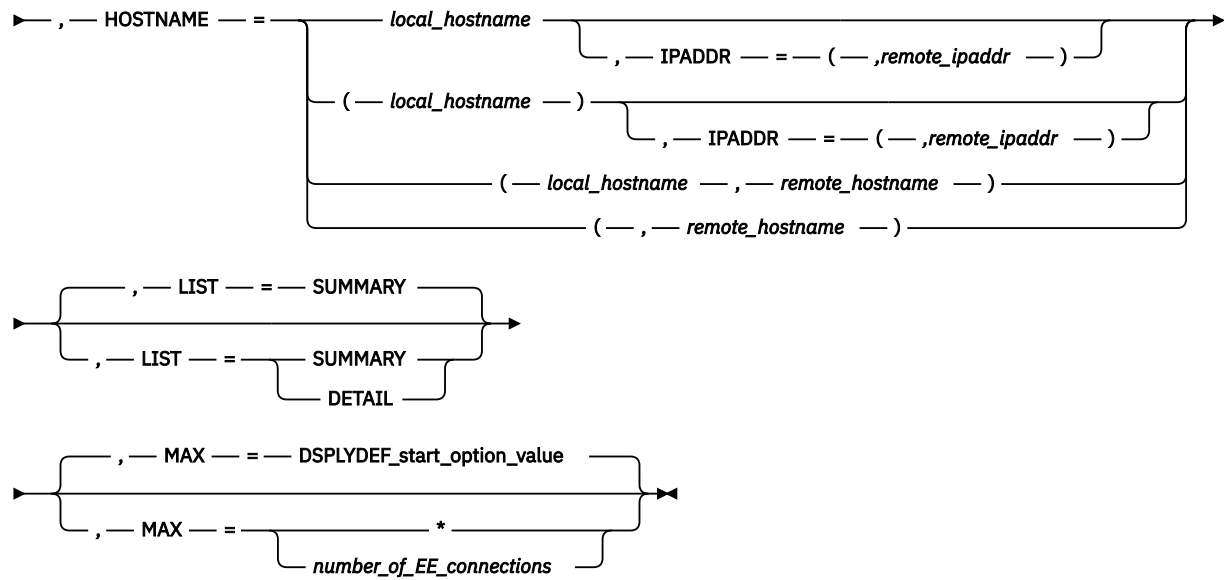 , HOSTNAME = local_hostname
, IPADDR = ( ,remote_ipaddr )
( local_hostname )
, IPADDR = ( ,remote_ipaddr )
( local_hostname , remote_hostname )
( , remote_hostname )
, LIST = SUMMARY
, LIST = SUMMARY
DETAIL
, MAX = DSPLYDEF_start_option_value
, MAX = *
number_of_EE_connections